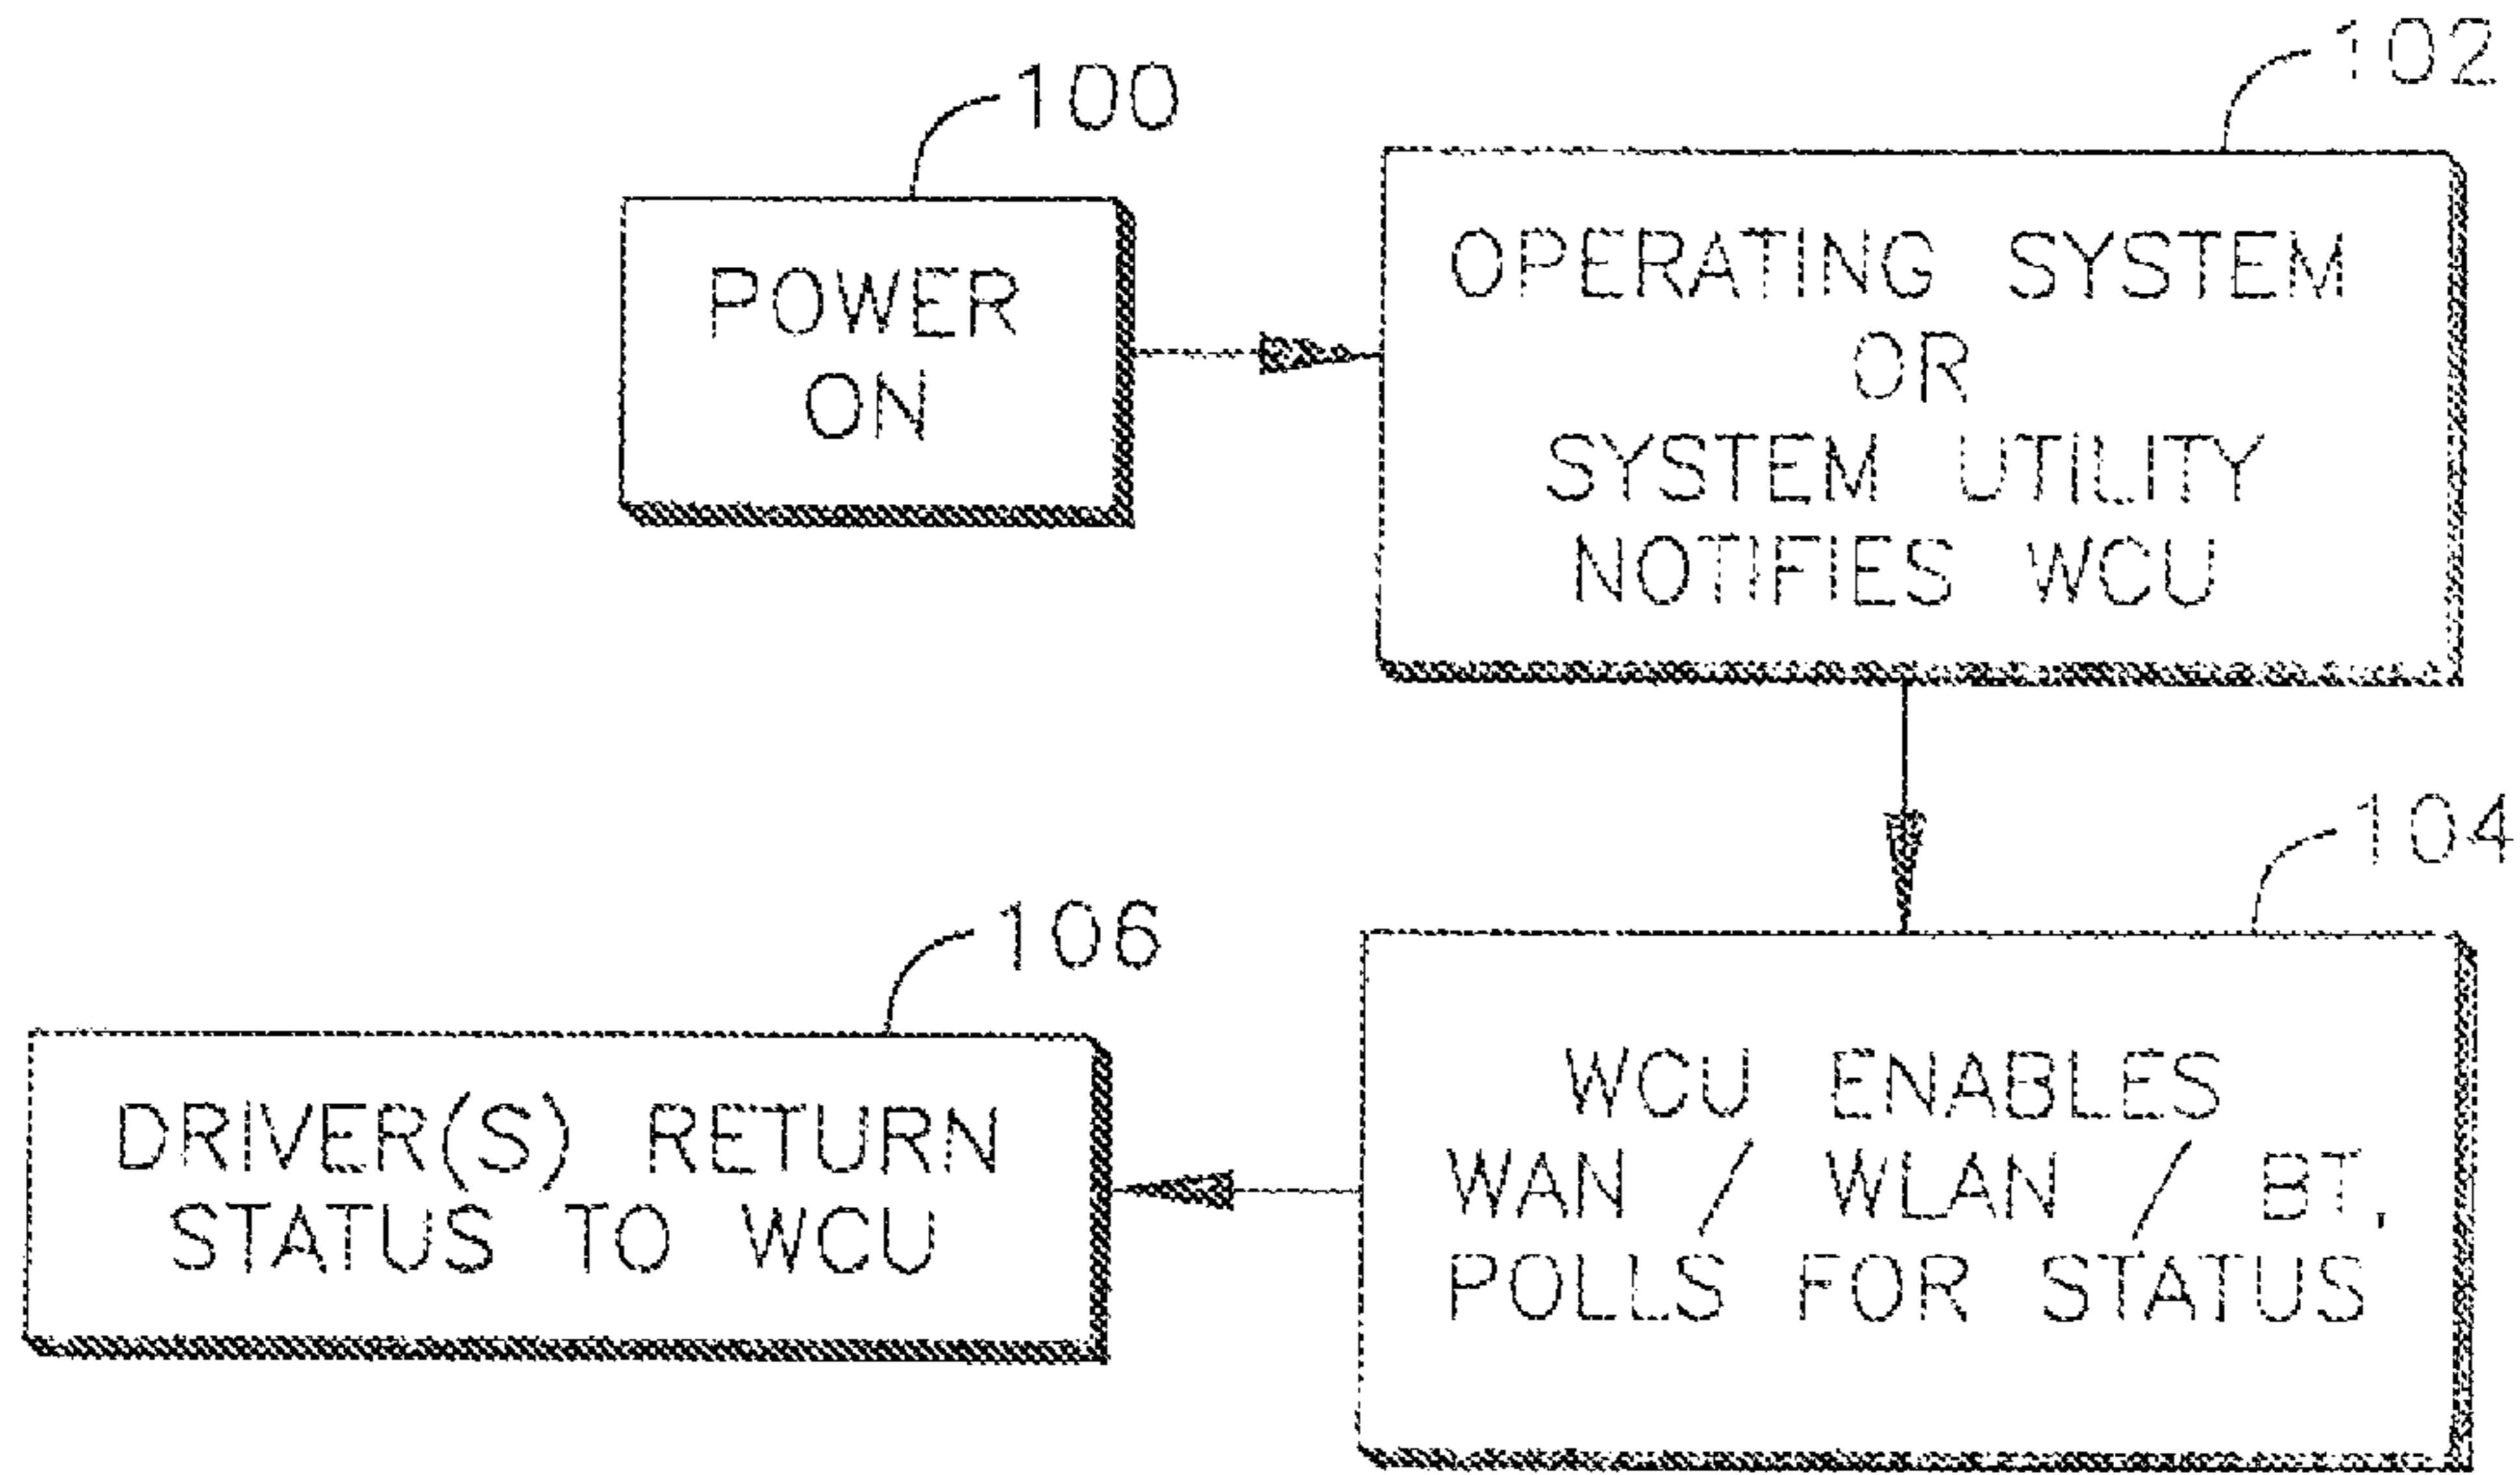 100
POWER
ON
102
OPERATING SYSTEM
OR
SYSTEM UTILITY
NOTIFIES WCU
104
WCU ENABLES
WAN / WLAN / BT,
POLLS FOR STATUS
106
DRIVER(S) RETURN
STATUS TO WCU